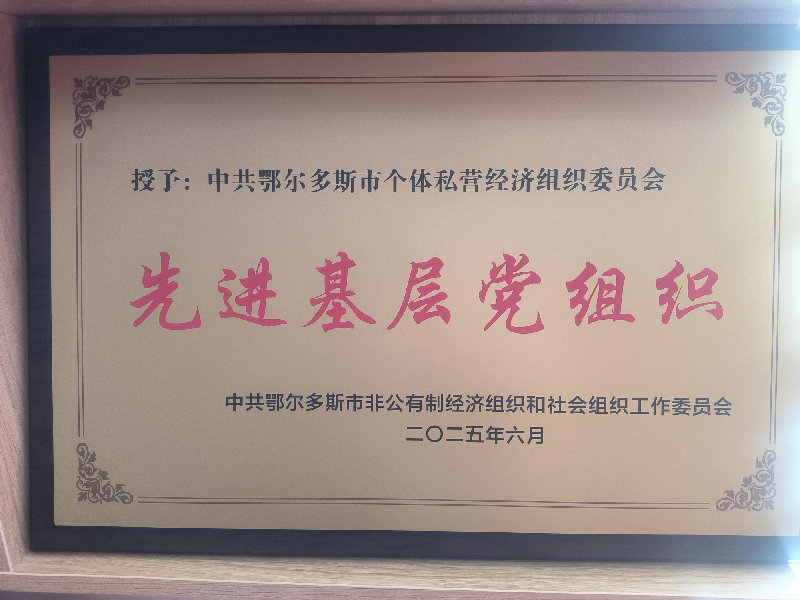 授予：中共鄂尔多斯市个体私营经济组织委员会
先进基层党组织
中共鄂尔多斯市非公有制经济组织和社会组织工作委员会
二〇二五年六月